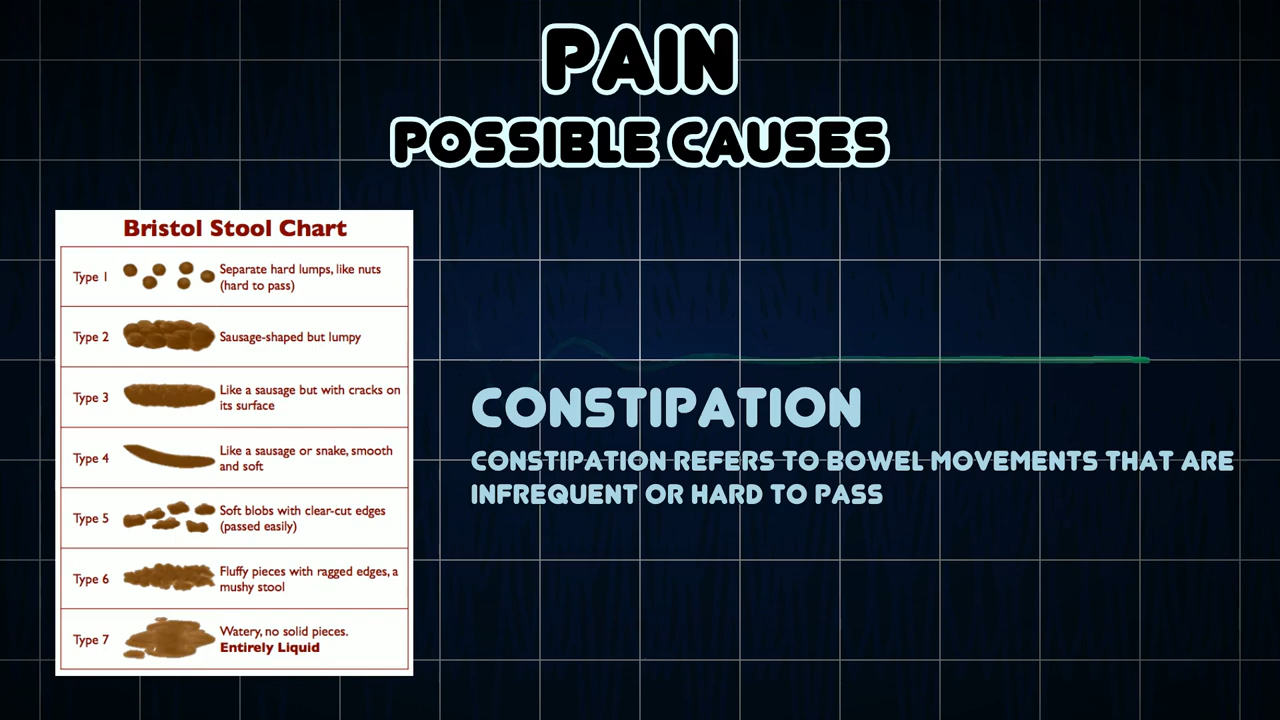 PAIN
POSSIBLE CAUSES
Bristol Stool Chart
Type 1
Separate hard lumps, like nuts
(hard to pass)
Type 2
Sausage-shaped but lumpy
Type 3
Like a sausage but with cracks on
its surface
Type 4
Like a sausage or snake, smooth
and soft
Type 5
Soft blobs with clear-cut edges
(passed easily)
Type 6
Fluffy pieces with ragged edges, a
mushy stool
Type 7
Watery, no solid pieces.
Entirely Liquid
CONSTIPATION
CONSTIPATION REFERS TO BOWEL MOVEMENTS THAT ARE
INFREQUENT OR HARD TO PASS